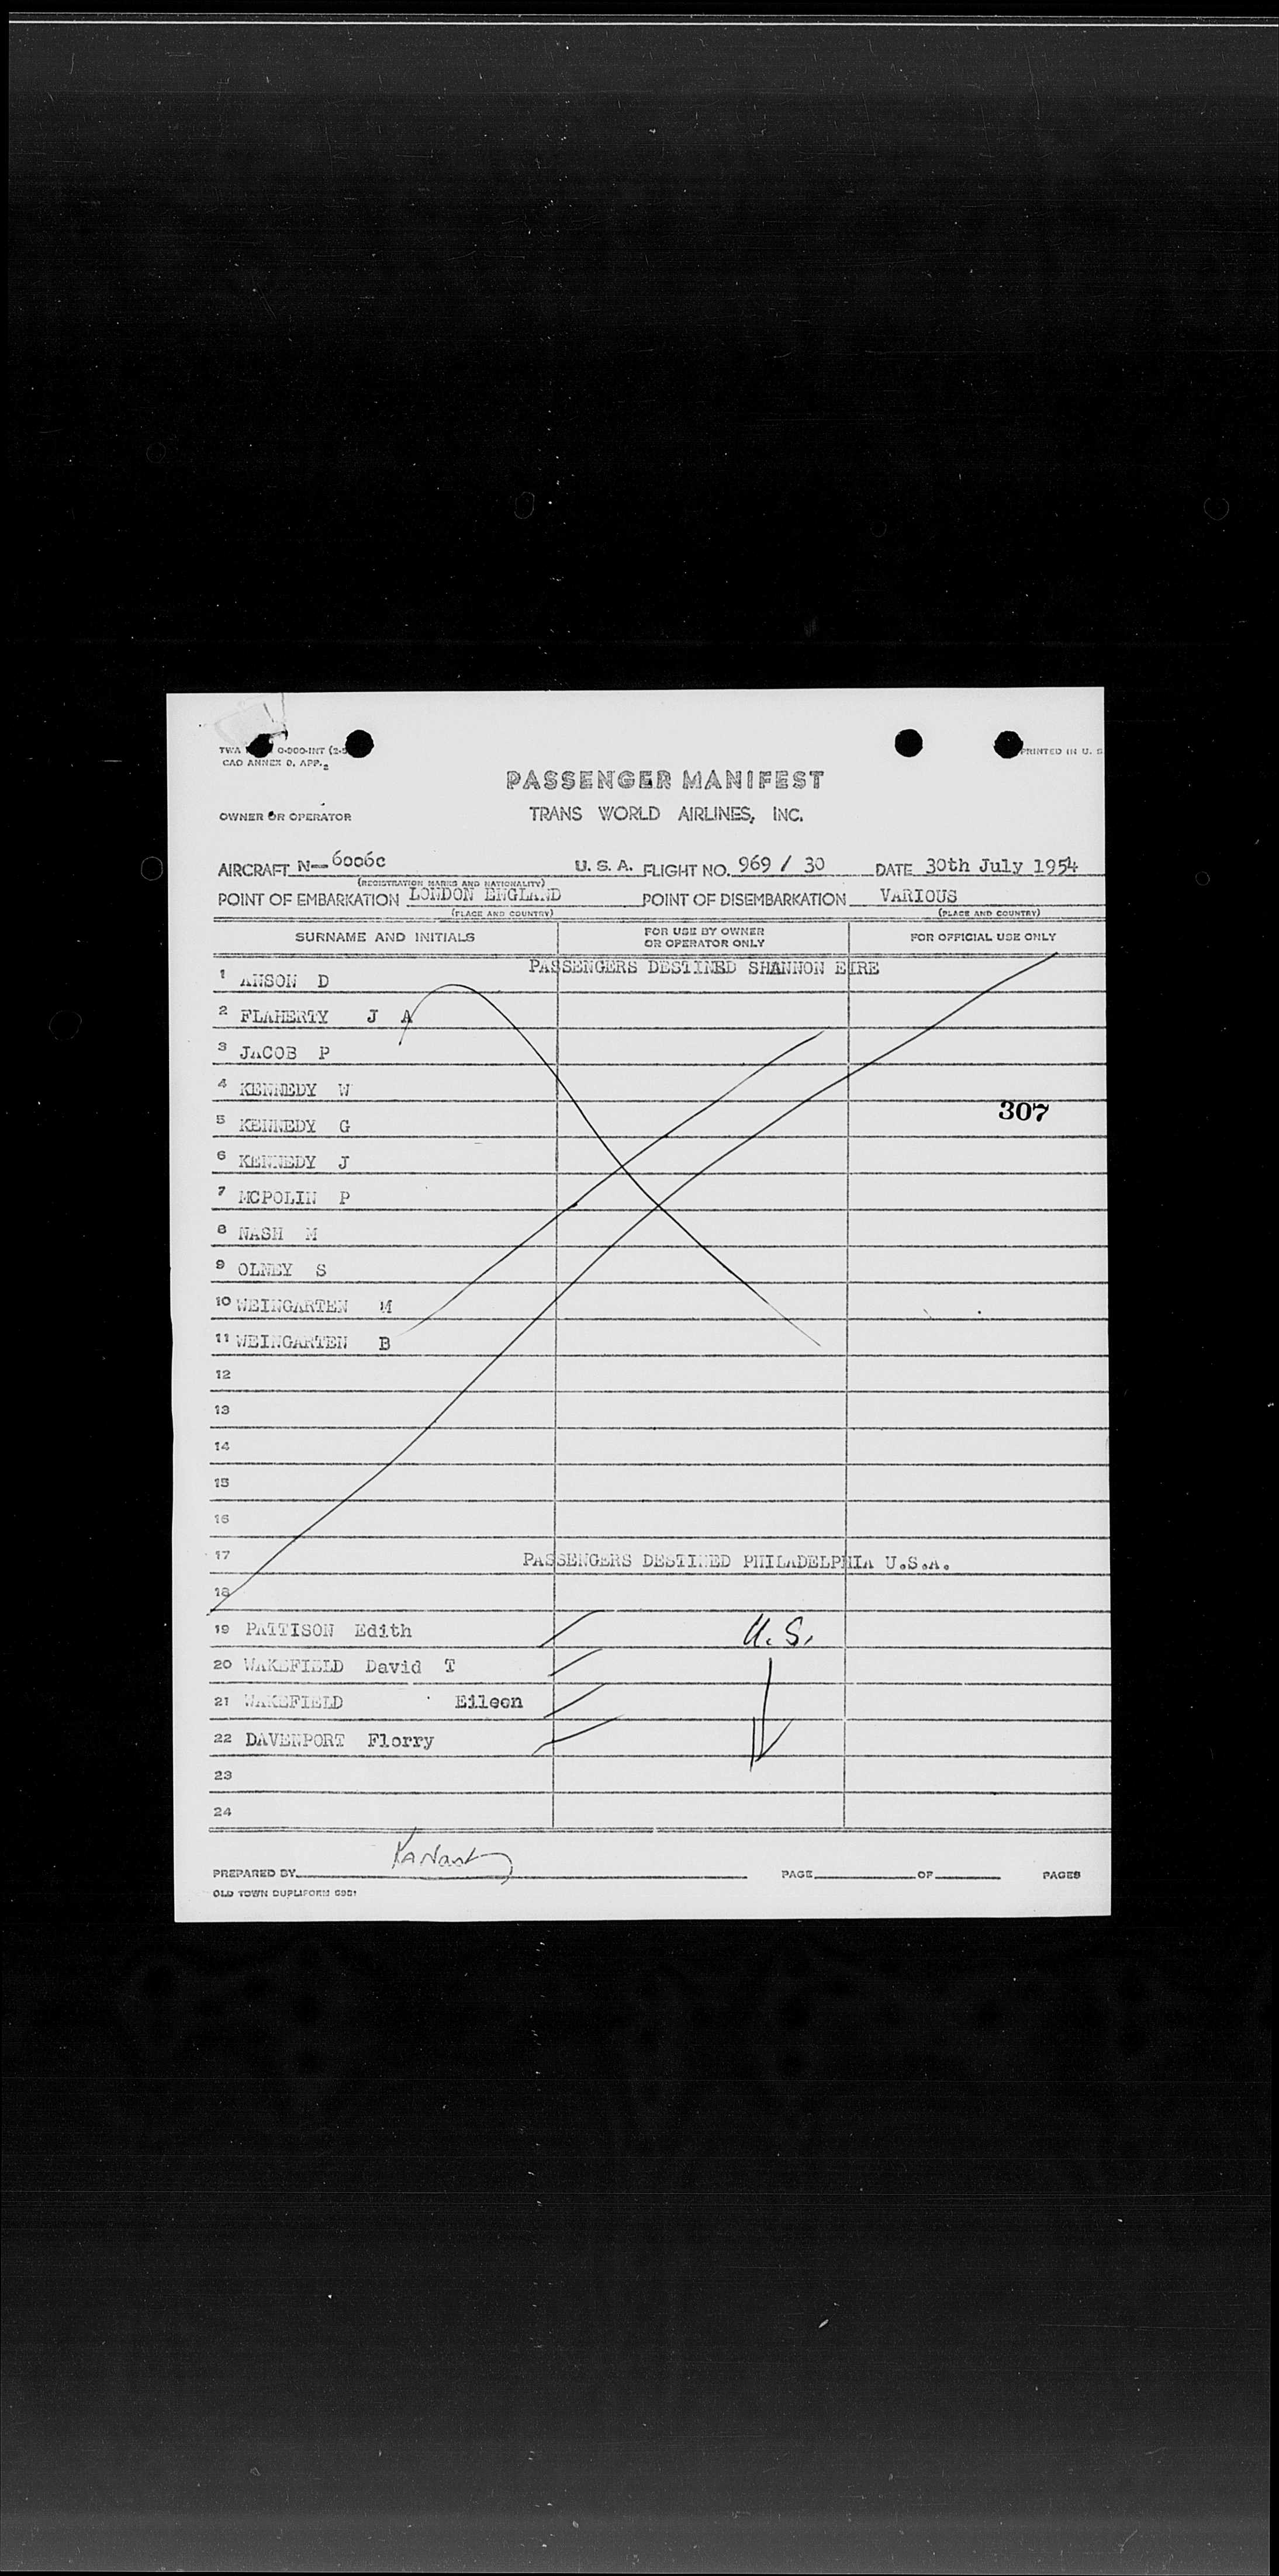 TWA O-900-INT (2-5
CAO ANNEX 9, APP. 2
PRINTED IN U. S
PASSENGER MANIFEST
OWNER OR OPERATOR TRANS WORLD AIRLINES, INC.
AIRCRAFT N-6006C U. S. A. FLIGHT NO. 969 / 30 DATE 30th July 1954
(REGISTRATION MARKS AND NATIONALITY)
POINT OF EMBARKATION LONDON ENGLAND POINT OF DISEMBARKATION VARIOUS
(PLACE AND COUNTRY) (PLACE AND COUNTRY)
SURNAME AND INITIALS FOR USE BY OWNER OR OPERATOR ONLY FOR OFFICIAL USE ONLY
PASSENGERS DESTINED SHANNON EIRE
1 ANSON D
2 FLAHERTY J A
3 JACOB P
4 KENNEDY W
307
5 KENNEDY G
6 KENNEDY J
7 MCPOLIN P
8 NASH M
9 OLNEY S
10 WEINGARTEN M
11 WEINGARTEN B
12
13
14
15
16
17 PASSENGERS DESTINED PHILADELPHIA U.S.A.
18
19 PATTISON Edith U.S.
20 WAKEFIELD David T
21 WAKEFIELD Eileen
22 DAVENPORT Florry
23
24
PREPARED BY PAGE OF PAGES
OLD TOWN DUPLIFORM